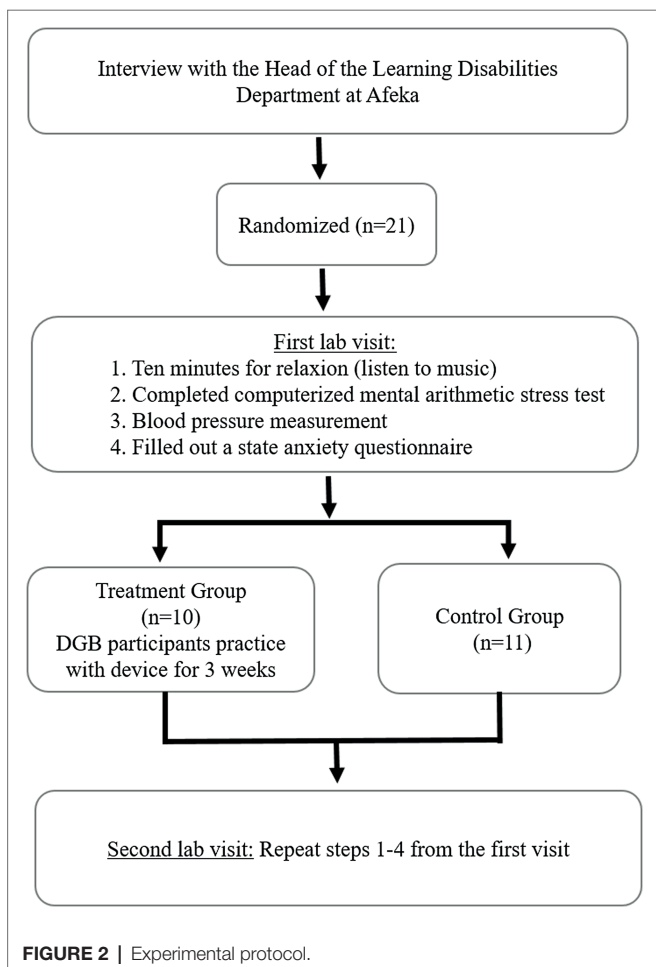 Interview with the Head of the Learning Disabilities
Department at Afeka
Randomized (n=21)
First lab visit:
1. Ten minutes for relaxion (listen to music)
2. Completed computerized mental arithmetic stress test
3. Blood pressure measurement
4. Filled out a state anxiety questionnaire
Treatment Group
(n=10)
DGB participants practice
with device for 3 weeks
Control Group
(n=11)
Second lab visit: Repeat steps 1-4 from the first visit
FIGURE 2 | Experimental protocol.